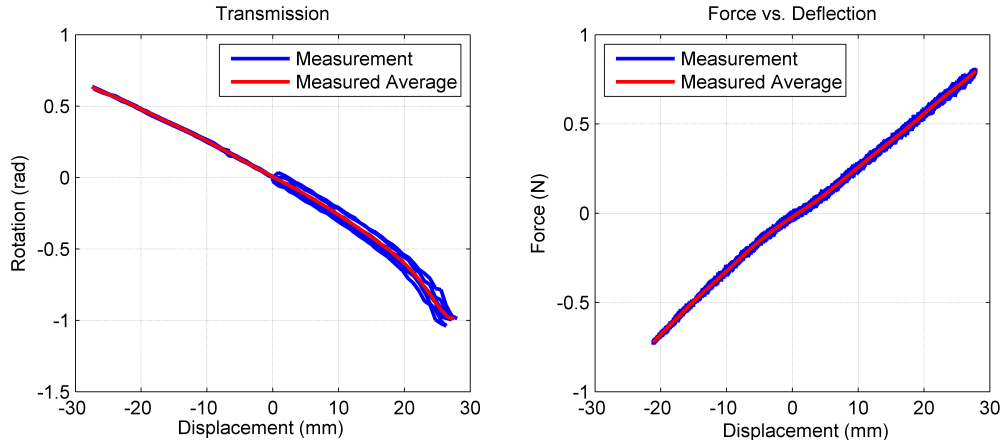 Transmission
1
0.5
0
-0.5
-1
-1.5
-30
-20
-10
0
10
20
30
Rotation (rad)
Displacement (mm)
Measurement
Measured Average
Force vs. Deflection
1
0.5
0
-0.5
-1
-30
-20
-10
0
10
20
30
Force (N)
Displacement (mm)
Measurement
Measured Average